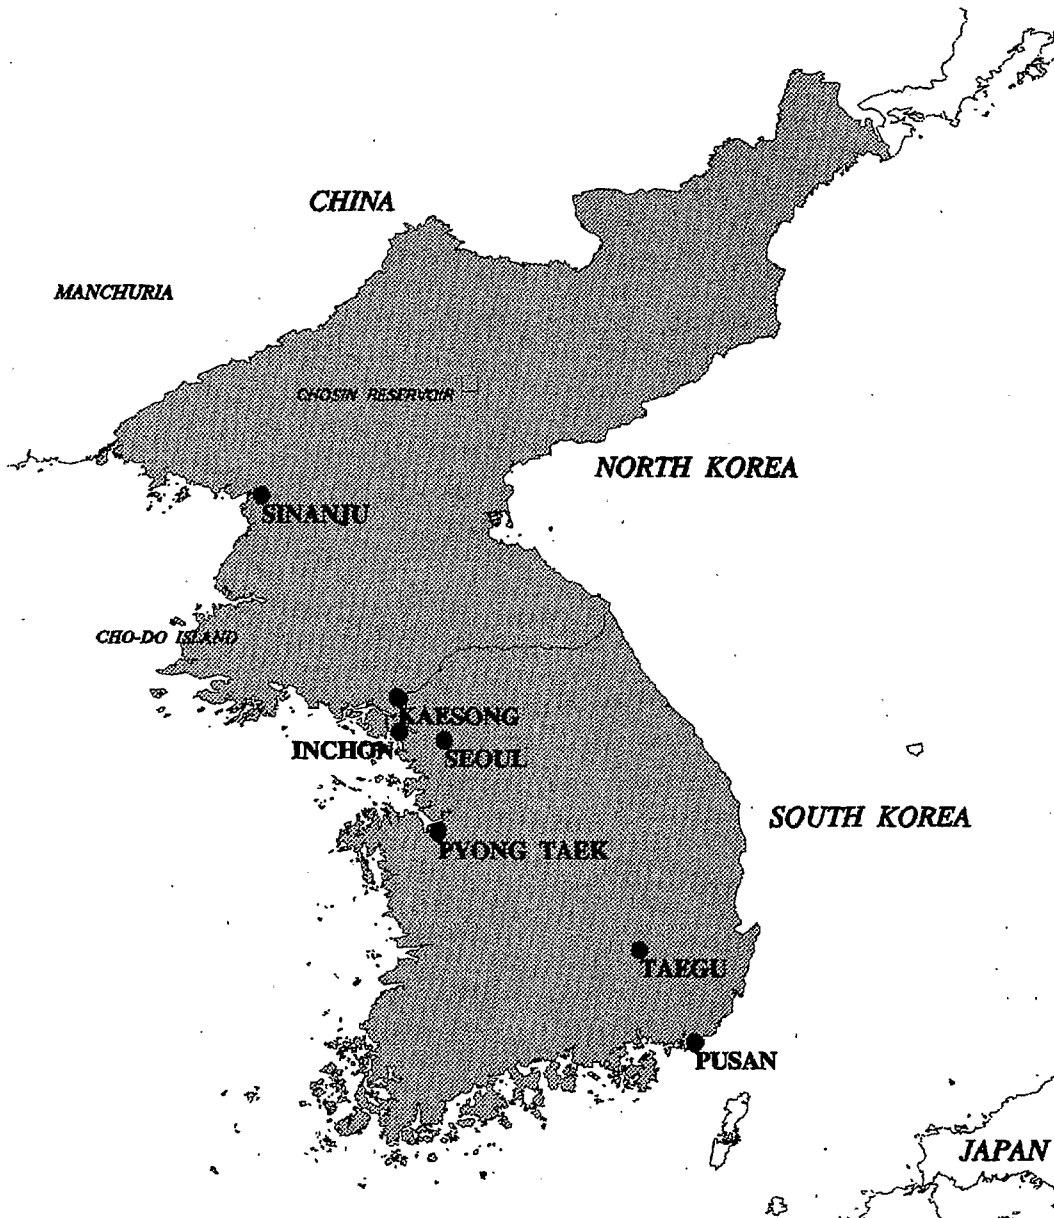 CHINA
MANCHURIA
CHOSIN RESERVOIR
NORTH KOREA
SINANJU
CHO-DO ISLAND
KAESONG
INCHON
SEOUL
SOUTH KOREA
PYONG TAEK
TAEGU
PUSAN
JAPAN